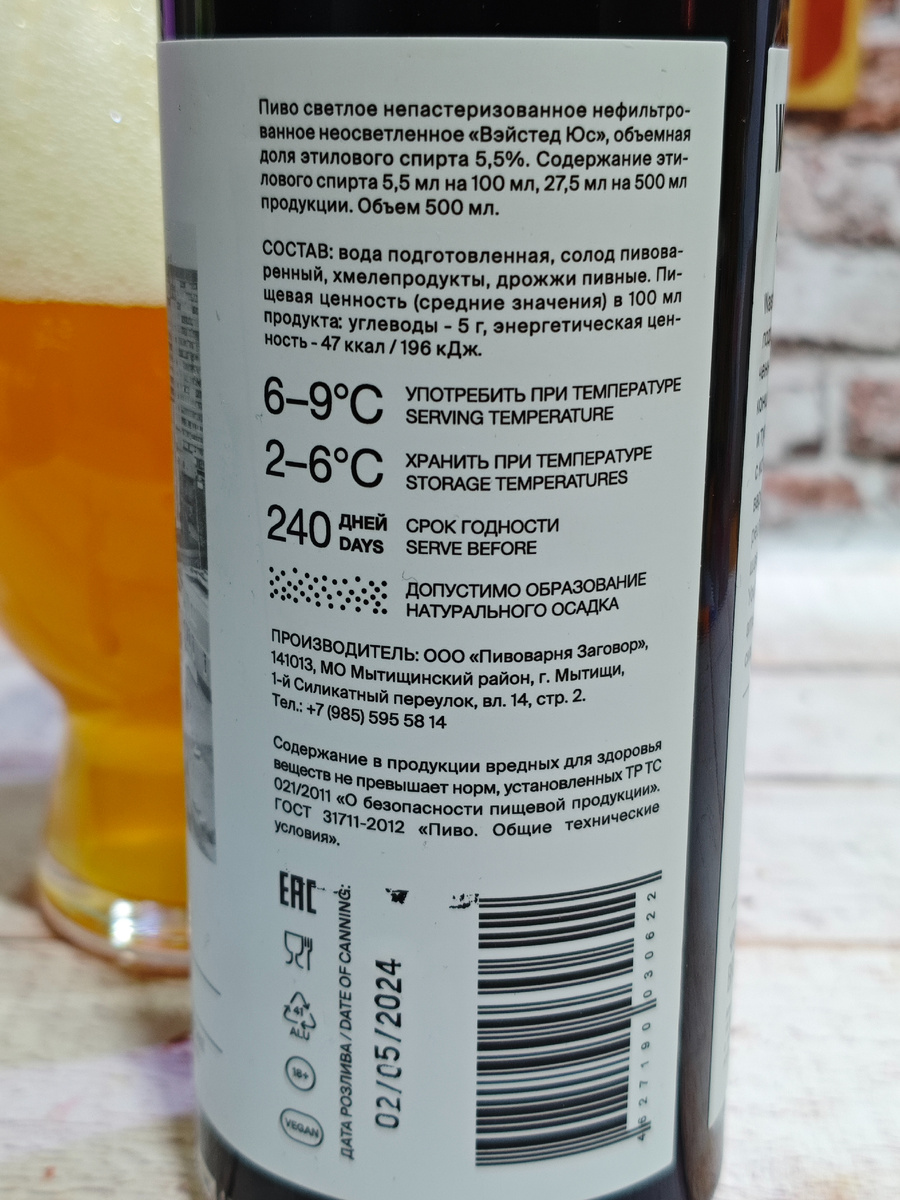 Пиво светлое непастеризованное нефильтро-
ванное неосветленное «Вэйстед Юс», объемная
доля этилового спирта 5,5%. Содержание эти-
лового спирта 5,5 мл на 100 мл, 27,5 мл на 500 мл
продукции. Объем 500 мл.
СОСТАВ: вода подготовленная, солод пивова-
ренный, хмелепродукты, дрожжи пивные. Пи-
щевая ценность (средние значения) в 100 мл
продукта: углеводы - 5 г, энергетическая цен-
ность - 47 ккал / 196 кДж.
6–9°C УПОТРЕБИТЬ ПРИ ТЕМПЕРАТУРЕ
SERVING TEMPERATURE
2–6°C ХРАНИТЬ ПРИ ТЕМПЕРАТУРЕ
STORAGE TEMPERATURES
240 ДНЕЙ DAYS СРОК ГОДНОСТИ
SERVE BEFORE
ДОПУСТИМО ОБРАЗОВАНИЕ
НАТУРАЛЬНОГО ОСАДКА
ПРОИЗВОДИТЕЛЬ: ООО «Пивоварня Заговор»,
141013, МО Мытищинский район, г. Мытищи,
1-й Силикатный переулок, вл. 14, стр. 2.
Тел.: +7 (985) 595 58 14
Содержание в продукции вредных для здоровья
веществ не превышает норм, установленных ТР ТС
021/2011 «О безопасности пищевой продукции».
ГОСТ 31711-2012 «Пиво. Общие технические
условия».
EAC
ALU
18+
VEGAN
ДАТА РОЗЛИВА / DATE OF CANNING:
02/05/2024
4 627190 030622